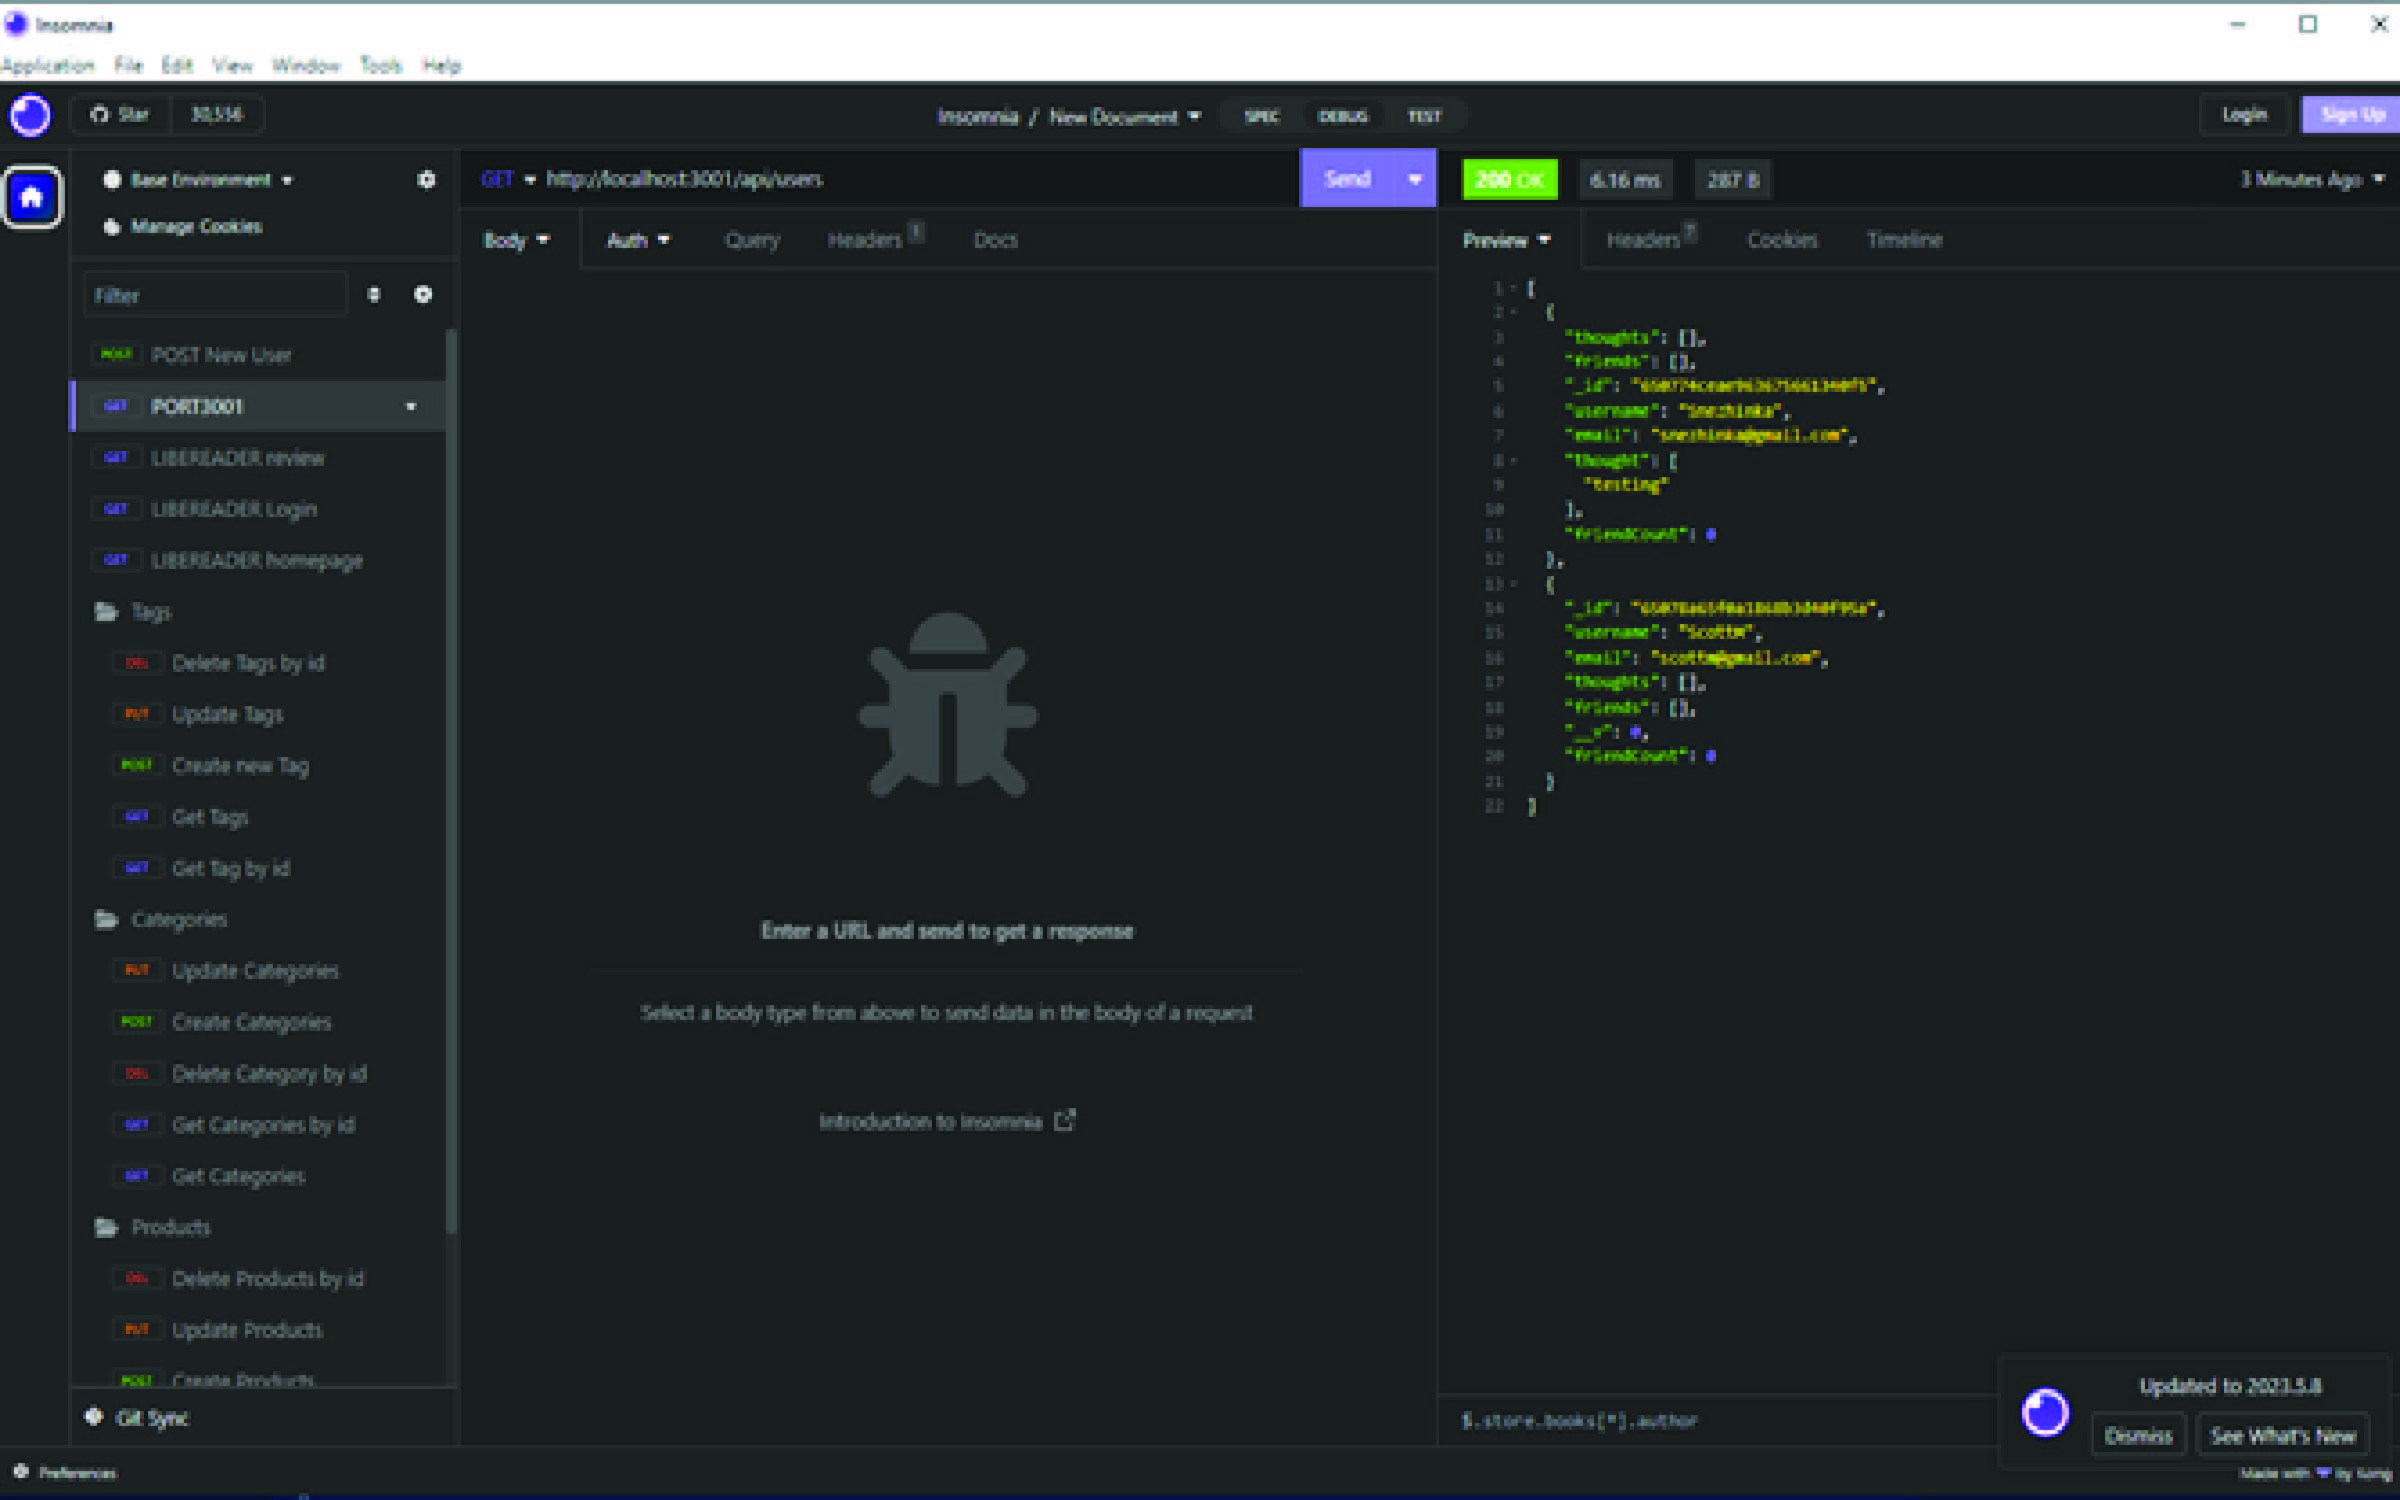 Insomnia
Application File Edit View Window Tools Help
Star 30,536
Insomnia / New Document SPEC DEBUG TEST
Login Sign Up
Base Environment
Manage Cookies
Filter
POST POST New User
GET PORT3001
GET LIBEREADER review
GET LIBEREADER Login
GET LIBEREADER homepage
Tags
DEL Delete Tags by id
PUT Update Tags
POST Create new Tag
GET Get Tags
GET Get Tag by id
Categories
PUT Update Categories
POST Create Categories
DEL Delete Category by id
GET Get Categories by id
GET Get Categories
Products
DEL Delete Products by id
PUT Update Products
POST Create Products
Git Sync
Preferences
GET http://localhost:3001/api/users Send
Body Auth Query Headers 1 Docs
Enter a URL and send to get a response
Select a body type from above to send data in the body of a request
Introduction to Insomnia
200 OK 6.16 ms 287 B 3 Minutes Ago
Preview Headers 7 Cookies Timeline
1 [
2 {
3 "thoughts": [],
4 "friends": [],
5 "_id":
6 "username": "Snezhinka",
7 "email": "snezhinka@gmail.com",
8 "thought": [
9 "testing"
10 ],
11 "friendCount": 0
12 },
13 {
14 "_id":
15 "username": "ScottM",
16 "email": "scottm@gmail.com",
17 "thoughts": [],
18 "friends": [],
19 "__v": 0,
20 "friendCount": 0
21 }
22 ]
$.store.books[*].author
Updated to 2023.5.8
Dismiss See What's New
Made with by Kong